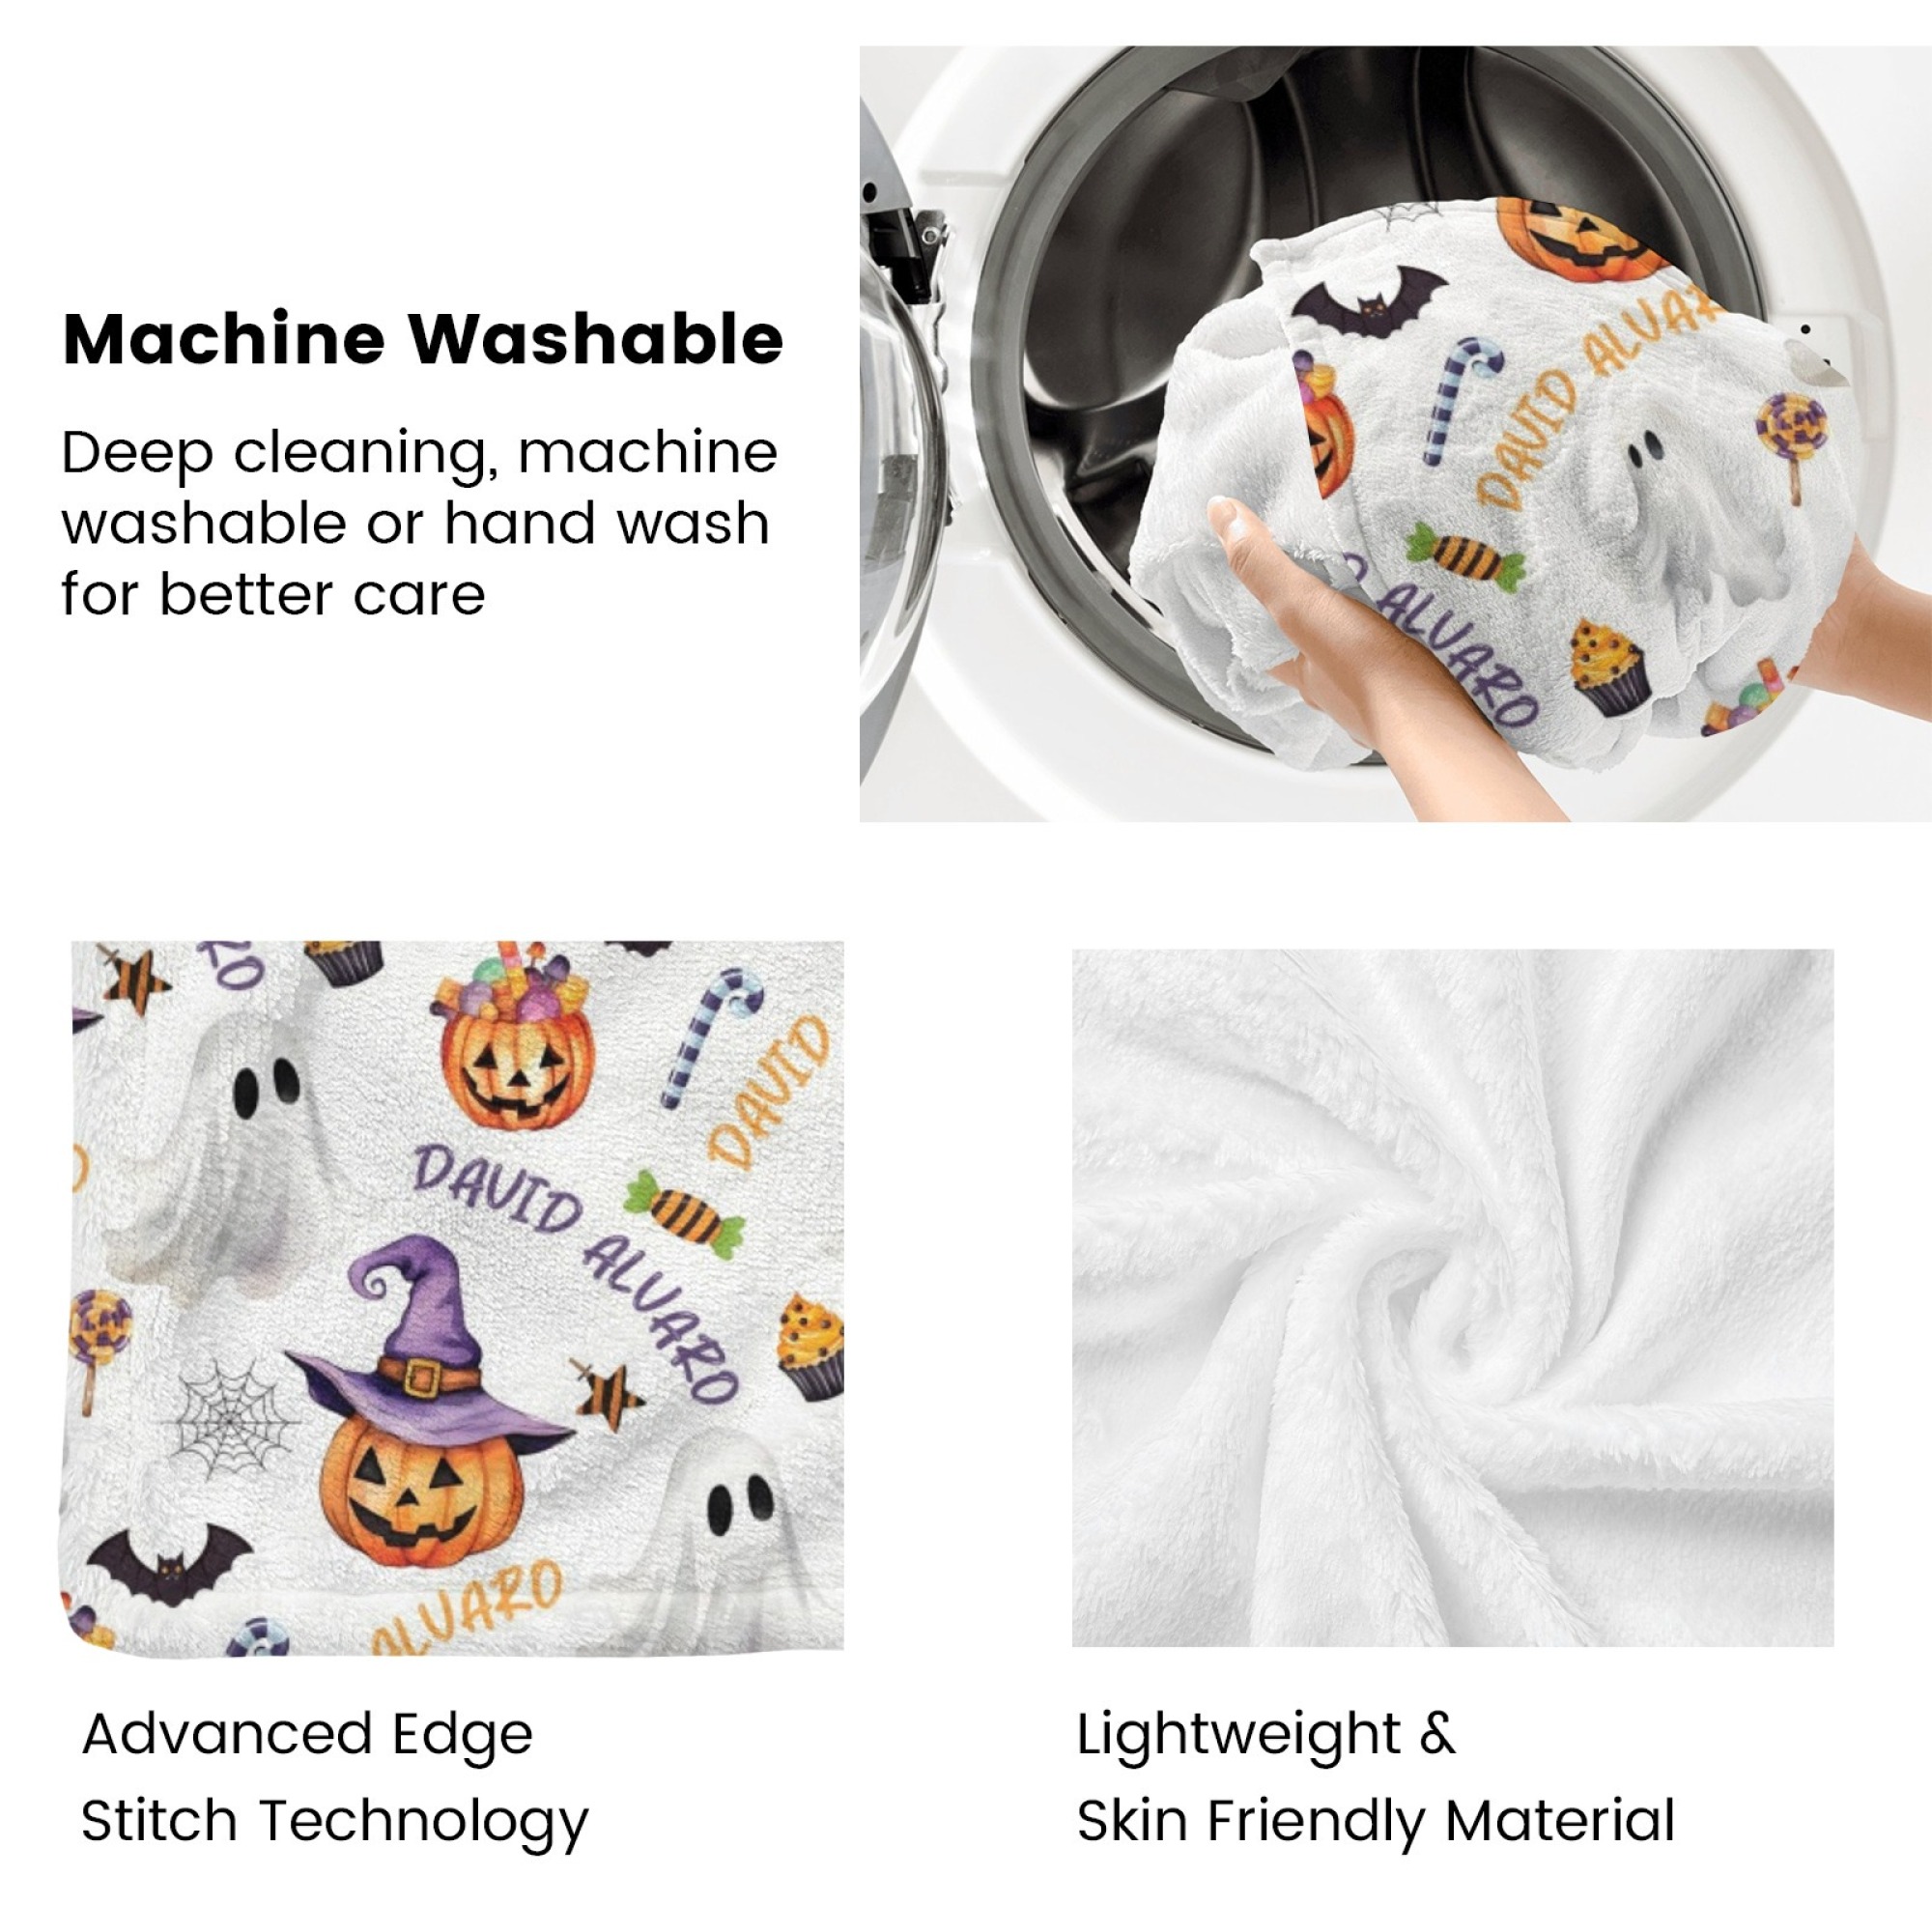 Machine Washable
Deep cleaning, machine
washable or hand wash
for better care
DAVID ALVAR
ALVARO
RO
DAVID
DAVID ALVARO
ALVARO
Advanced Edge
Stitch Technology
Lightweight &
Skin Friendly Material